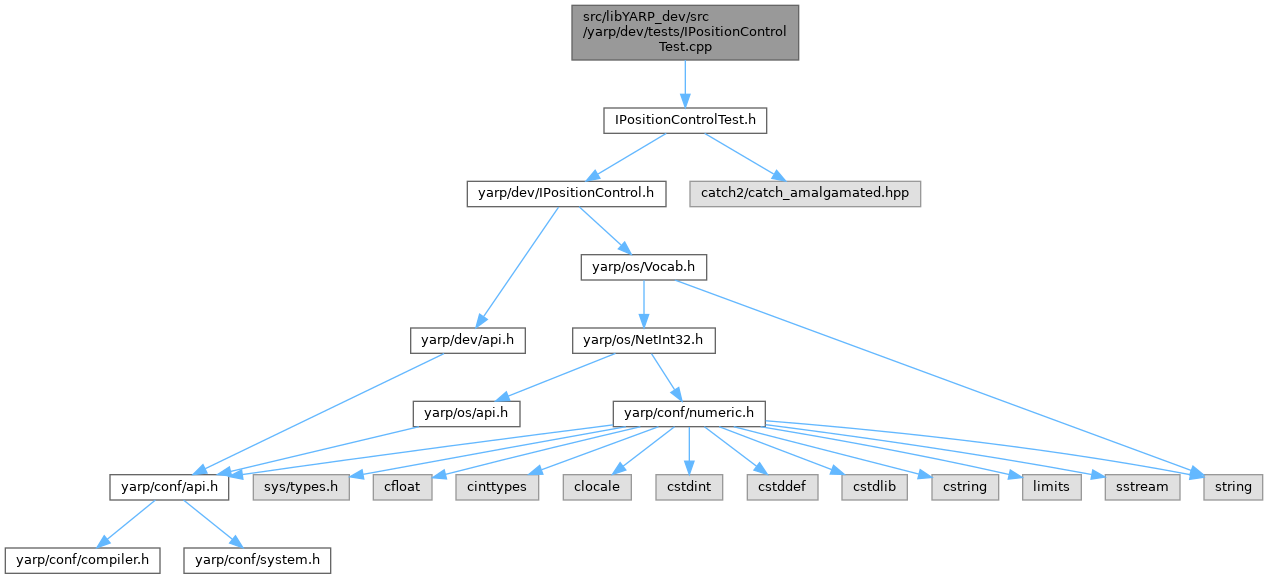 src/libYARP_dev/src
/yarp/dev/tests/IPositionControl
Test.cpp
IPositionControlTest.h
yarp/dev/IPositionControl.h
catch2/catch_amalgamated.hpp
yarp/os/Vocab.h
yarp/dev/api.h
yarp/os/NetInt32.h
yarp/os/api.h
yarp/conf/numeric.h
yarp/conf/api.h
sys/types.h
cfloat
cinttypes
clocale
cstdint
cstddef
cstdlib
cstring
limits
sstream
string
yarp/conf/compiler.h
yarp/conf/system.h